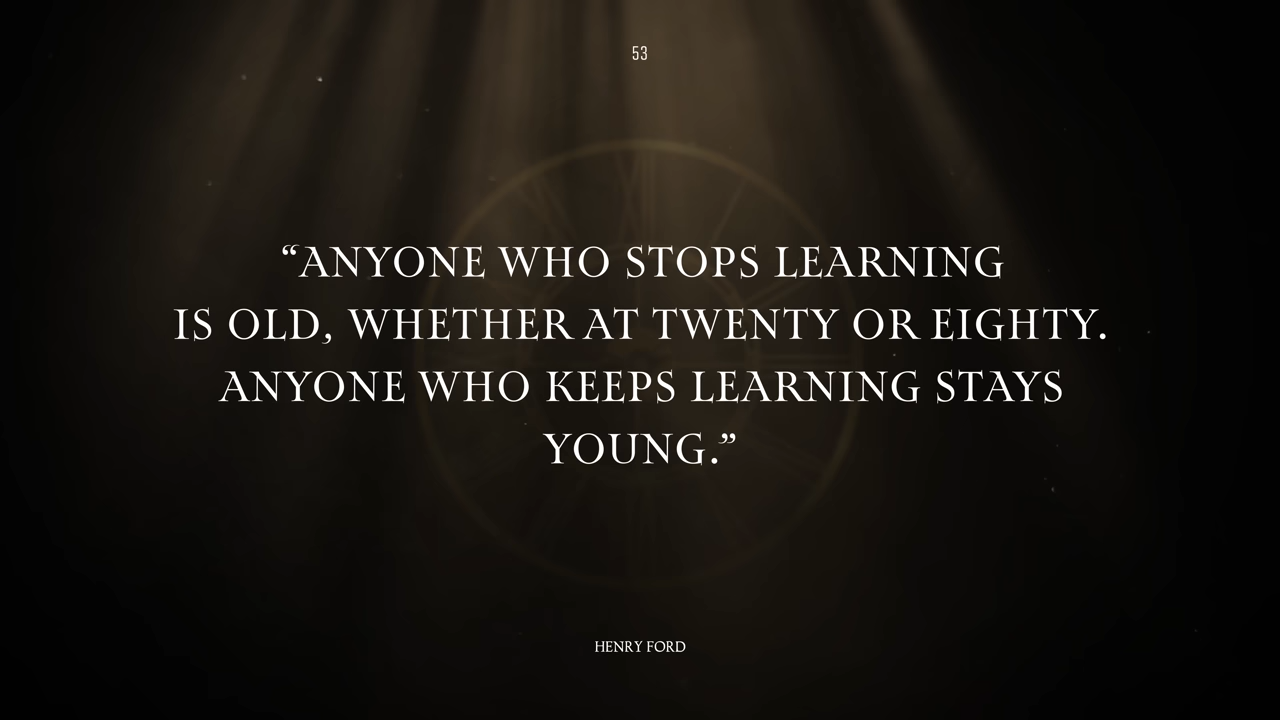 53
“ANYONE WHO STOPS LEARNING
IS OLD, WHETHER AT TWENTY OR EIGHTY.
ANYONE WHO KEEPS LEARNING STAYS
YOUNG.”
HENRY FORD